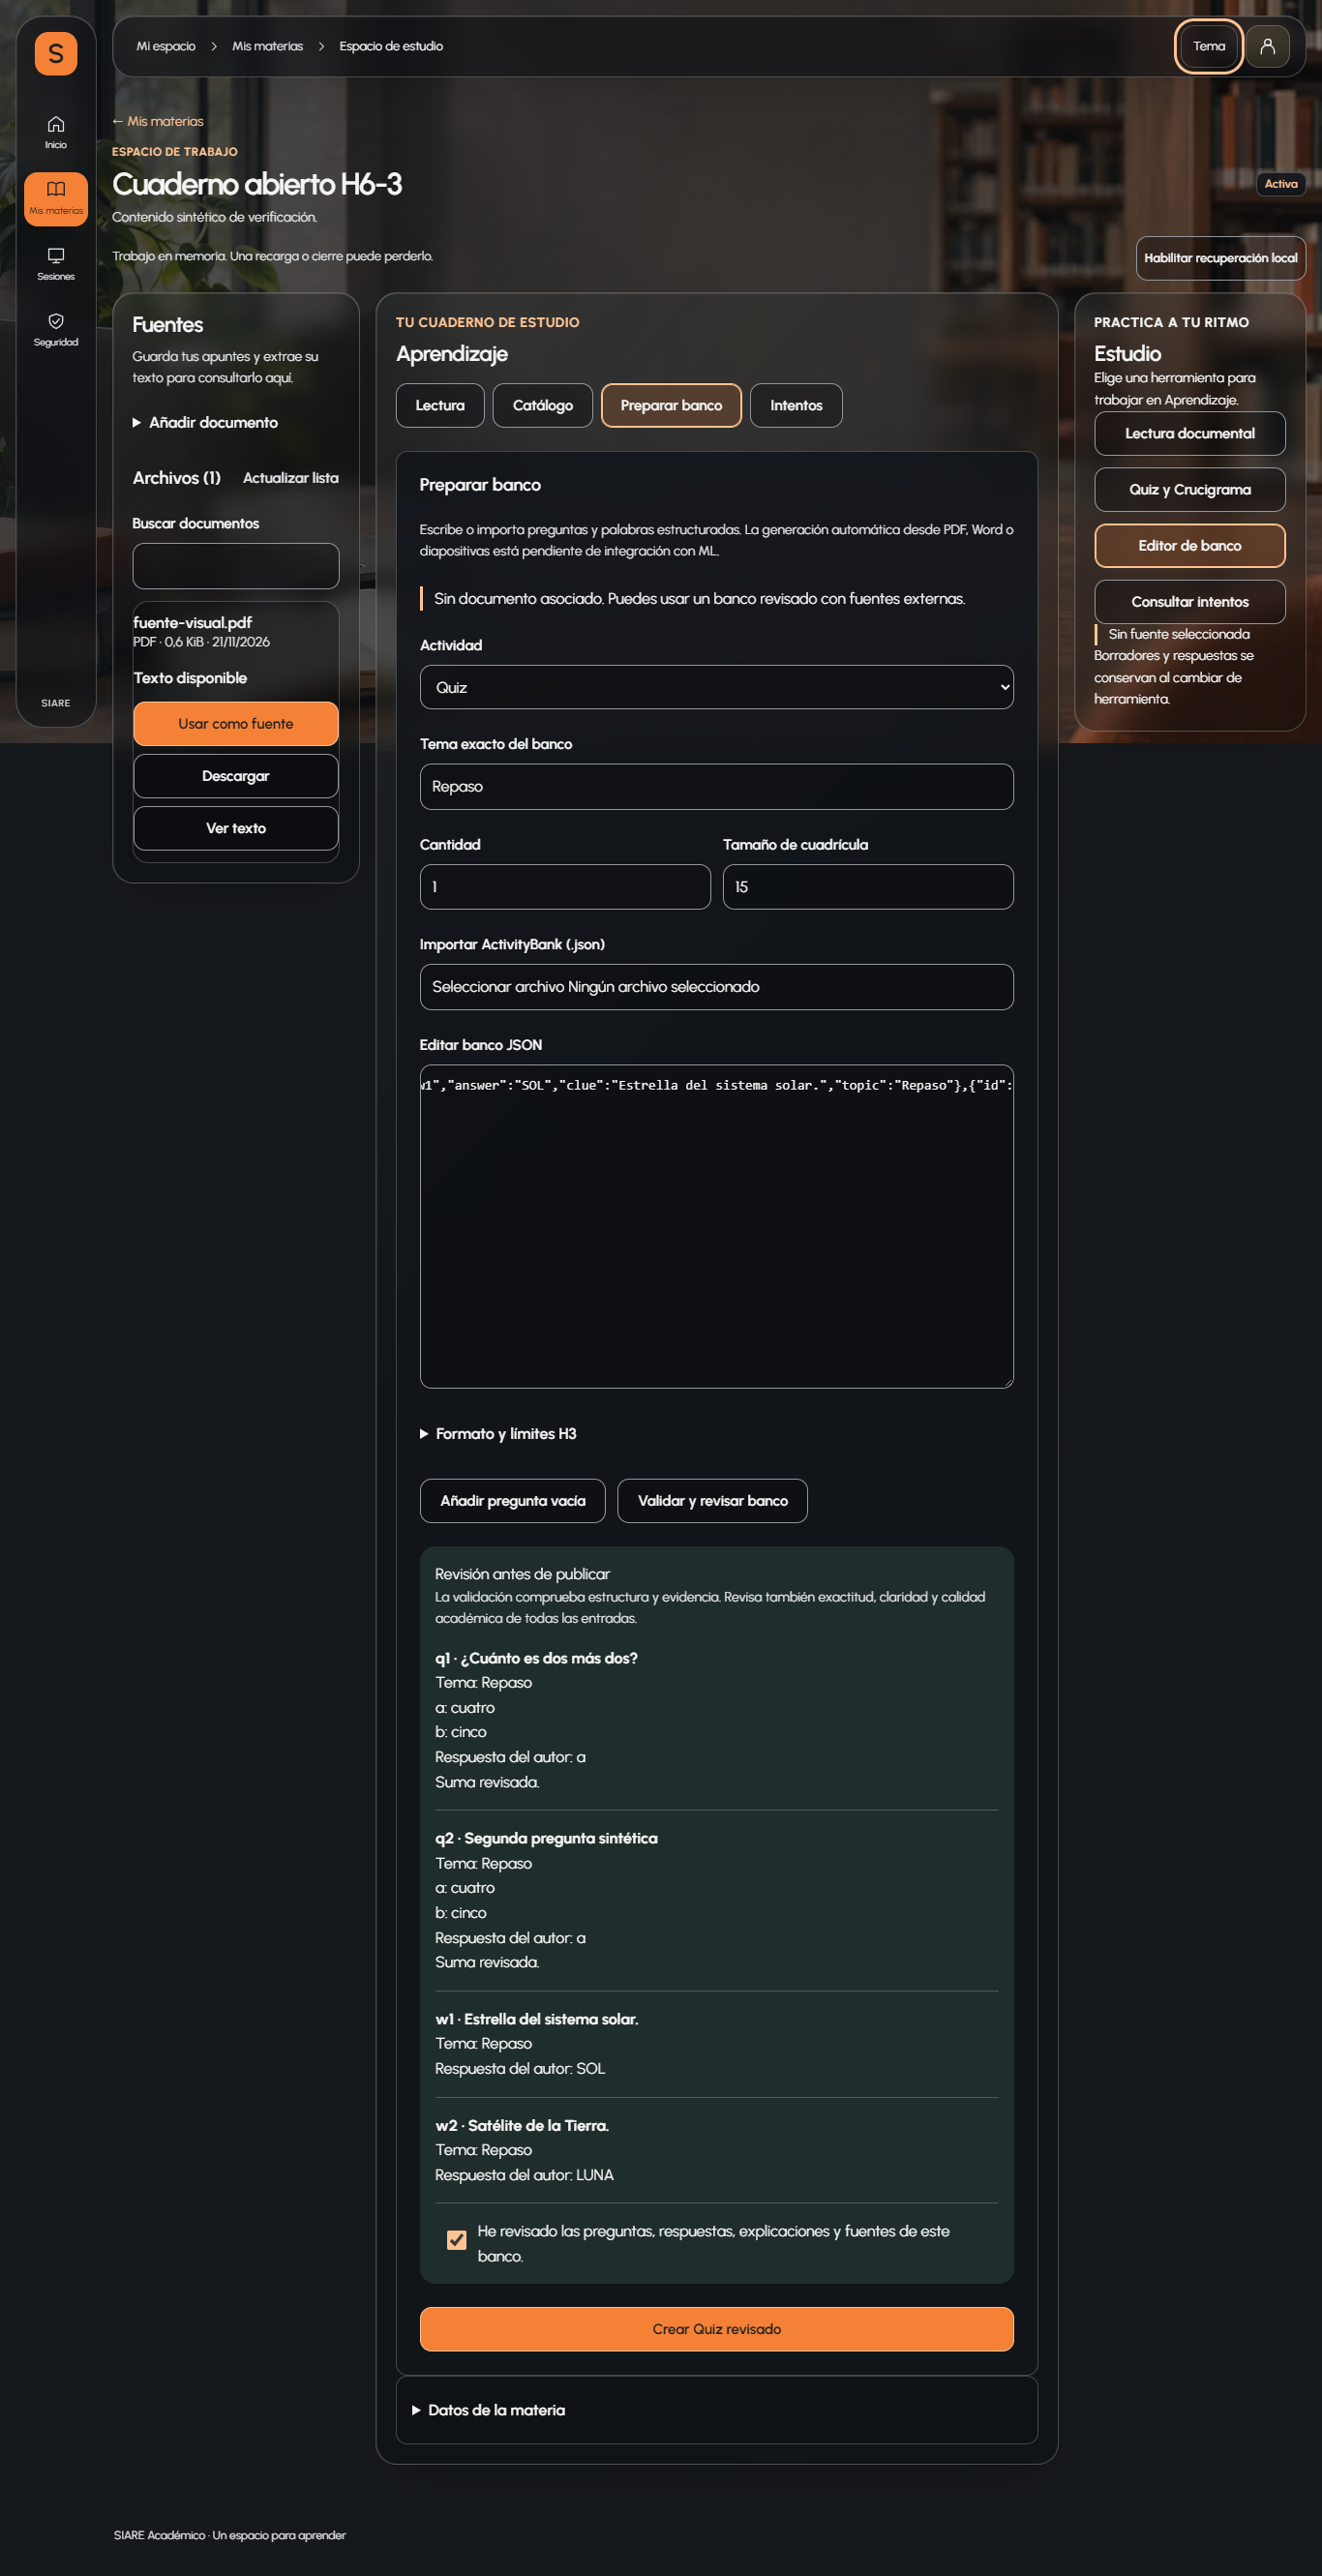 S
Inicio
Mis materias
Sesiones
Seguridad
SIARE
Mi espacio > Mis materias > Espacio de estudio
Tema
← Mis materias
ESPACIO DE TRABAJO
Cuaderno abierto H6-3
Activa
Contenido sintético de verificación.
Trabajo en memoria. Una recarga o cierre puede perderlo.
Habilitar recuperación local
Fuentes
Guarda tus apuntes y extrae su
texto para consultarlo aquí.
▶ Añadir documento
Archivos (1) Actualizar lista
Buscar documentos
fuente-visual.pdf
PDF · 0,6 KiB · 21/11/2026
Texto disponible
Usar como fuente
Descargar
Ver texto
TU CUADERNO DE ESTUDIO
Aprendizaje
Lectura Catálogo Preparar banco Intentos
Preparar banco
Escribe o importa preguntas y palabras estructuradas. La generación automática desde PDF, Word o
diapositivas está pendiente de integración con ML.
Sin documento asociado. Puedes usar un banco revisado con fuentes externas.
Actividad
Quiz
Tema exacto del banco
Repaso
Cantidad Tamaño de cuadrícula
1 15
Importar ActivityBank (.json)
Seleccionar archivo Ningún archivo seleccionado
Editar banco JSON
w1","answer":"SOL","clue":"Estrella del sistema solar.","topic":"Repaso"},{"id":
▶ Formato y límites H3
Añadir pregunta vacía Validar y revisar banco
Revisión antes de publicar
La validación comprueba estructura y evidencia. Revisa también exactitud, claridad y calidad
académica de todas las entradas.
q1 · ¿Cuánto es dos más dos?
Tema: Repaso
a: cuatro
b: cinco
Respuesta del autor: a
Suma revisada.
q2 · Segunda pregunta sintética
Tema: Repaso
a: cuatro
b: cinco
Respuesta del autor: a
Suma revisada.
w1 · Estrella del sistema solar.
Tema: Repaso
Respuesta del autor: SOL
w2 · Satélite de la Tierra.
Tema: Repaso
Respuesta del autor: LUNA
He revisado las preguntas, respuestas, explicaciones y fuentes de este
banco.
Crear Quiz revisado
▶ Datos de la materia
PRACTICA A TU RITMO
Estudio
Elige una herramienta para
trabajar en Aprendizaje.
Lectura documental
Quiz y Crucigrama
Editor de banco
Consultar intentos
Sin fuente seleccionada
Borradores y respuestas se
conservan al cambiar de
herramienta.
SIARE Académico · Un espacio para aprender